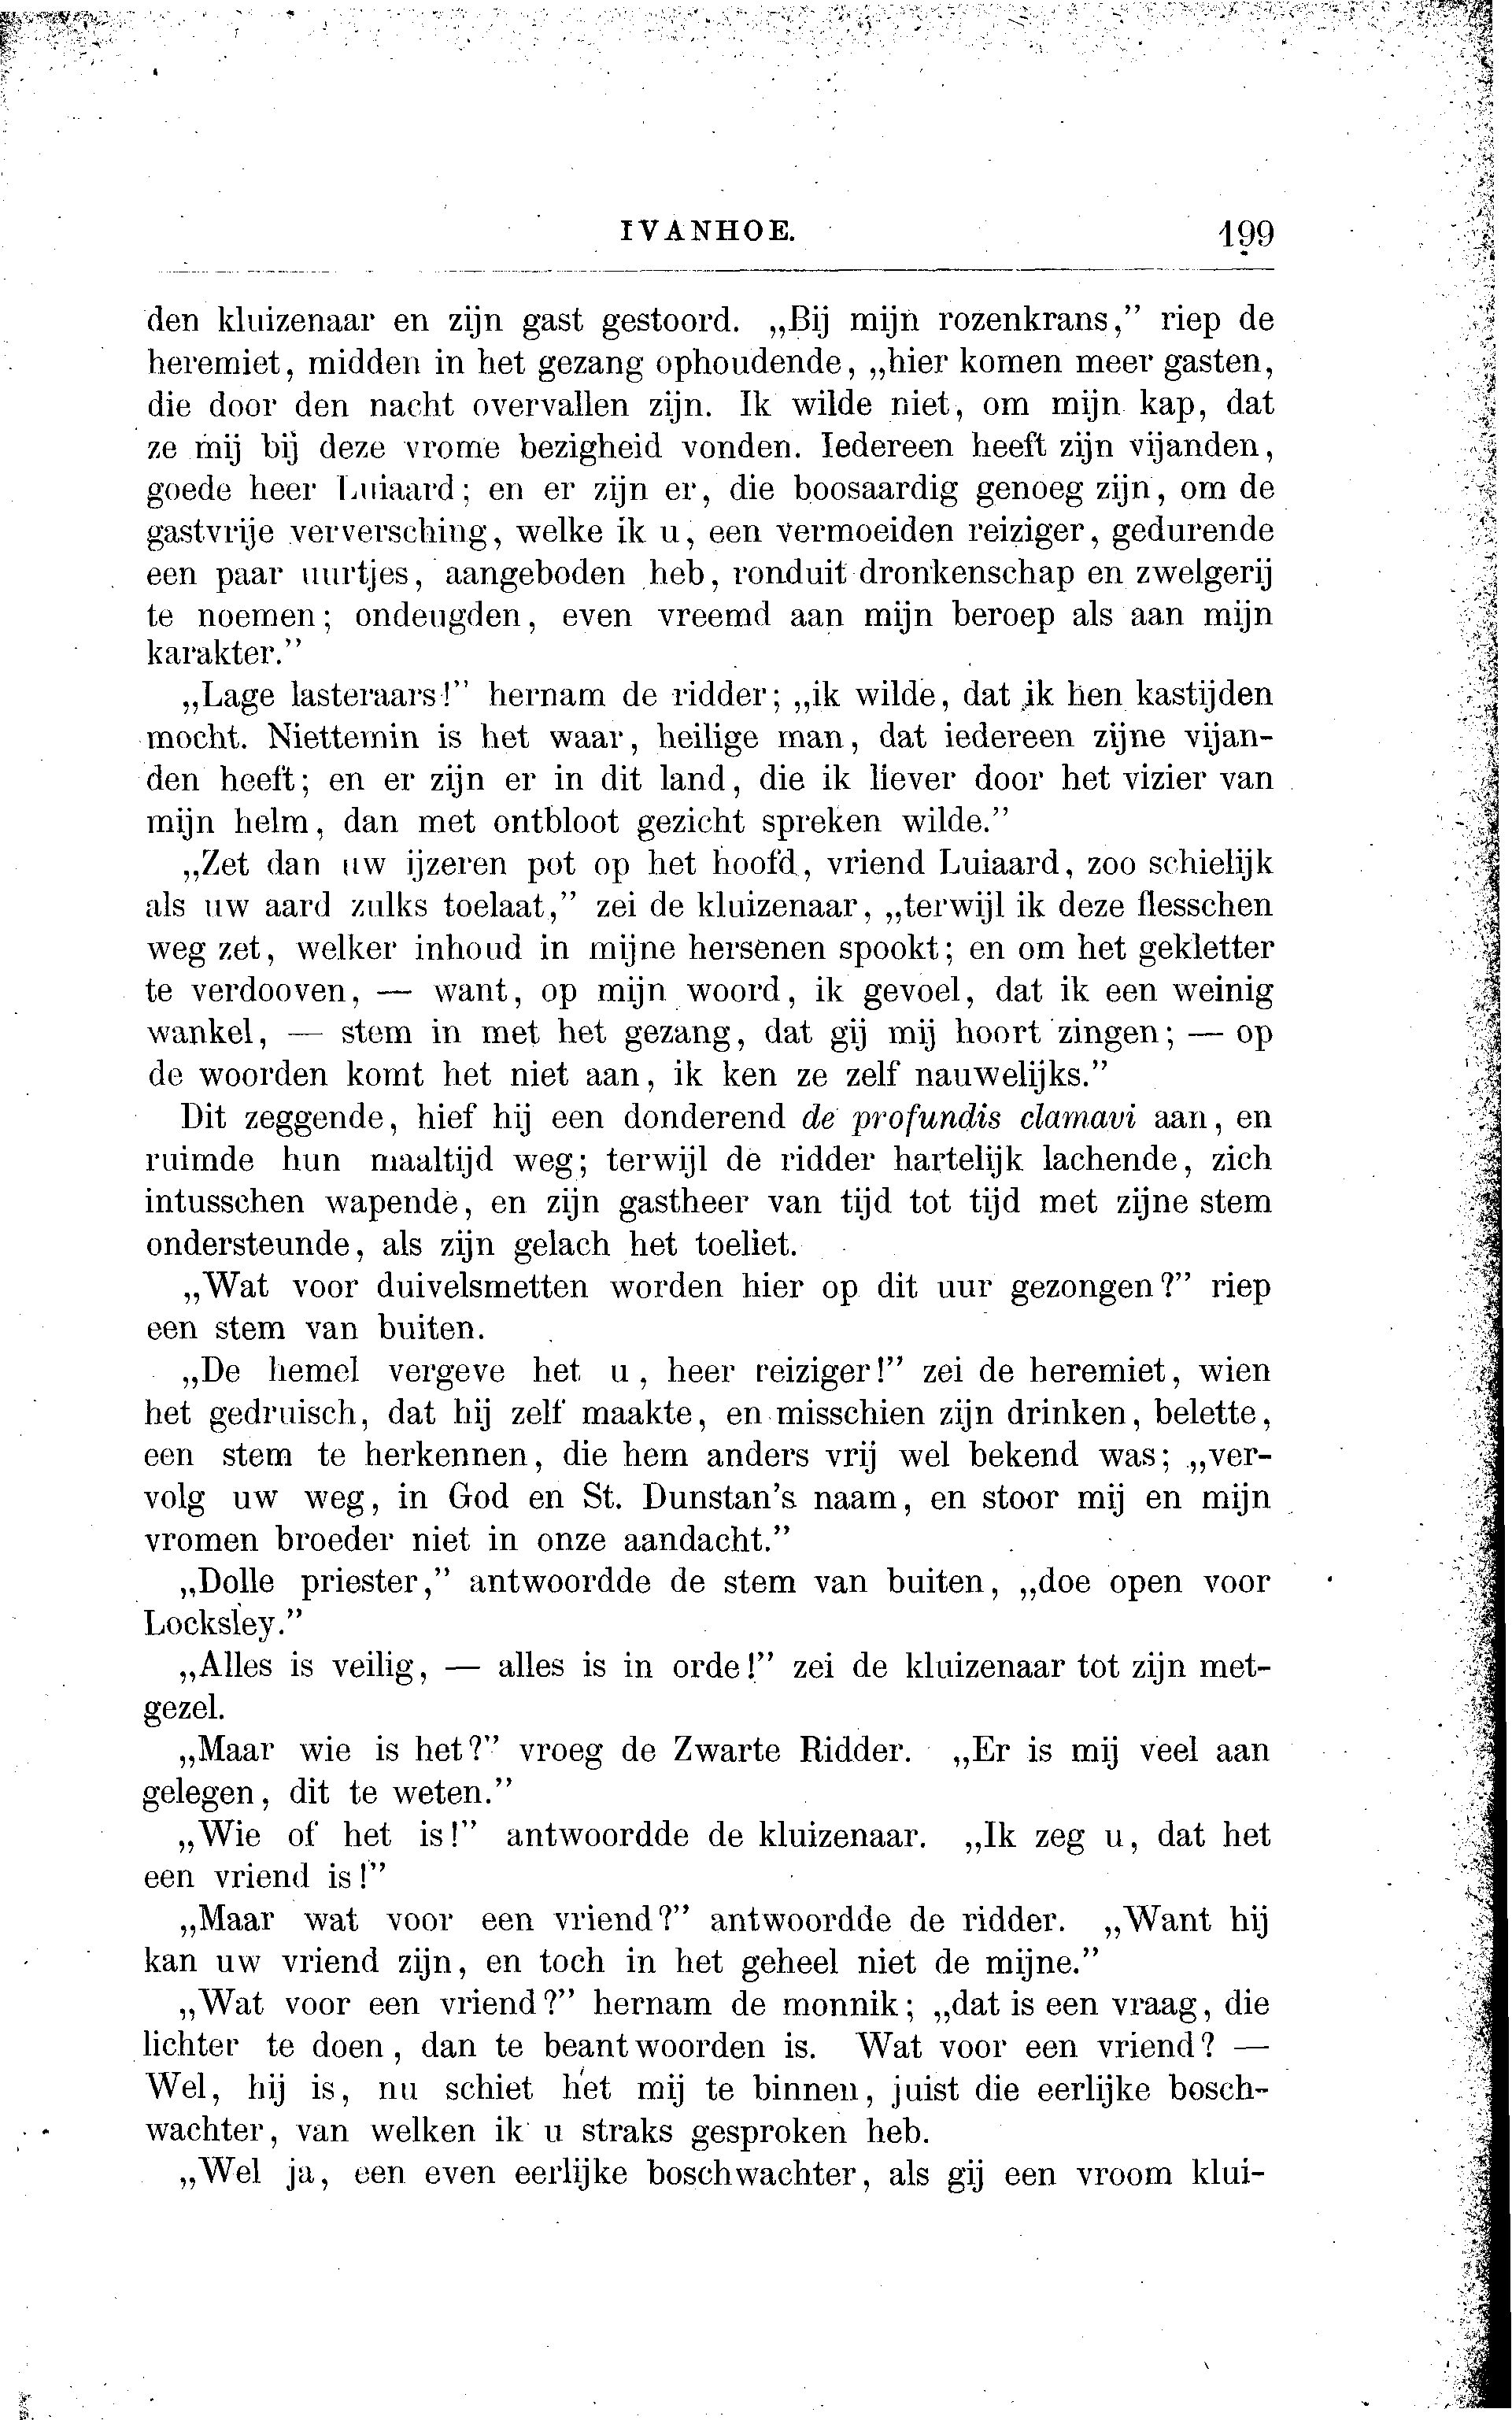 IVANHOE. 199
den kluizenaar en zijn gast gestoord. „Bij mijn rozenkrans,” riep de
heremiet, midden in het gezang ophoudende, „hier komen meer gasten,
die door den nacht overvallen zijn. Ik wilde niet, om mijn kap, dat
ze mij bij deze vrome bezigheid vonden. Iedereen heeft zijn vijanden,
goede heer Luiaard; en er zijn er, die boosaardig genoeg zijn, om de
gastvrije ververschiug, welke ik u, een vermoeiden reiziger, gedurende
een paar uurtjes, aangeboden heb, ronduit dronkenschap en zwelgerij
te noemen; ondeugden, even vreemd aan mijn beroep als aan mijn
karakter.”
„Lage lasteraars!” hernam de ridder; „ik wilde, dat ik hen kastijden
mocht. Niettemin is het waar, heilige man, dat iedereen zijne vijan-
den heeft; en er zijn er in dit land, die ik liever door het vizier van
mijn helm, dan met ontbloot gezicht spreken wilde.”
„Zet dan uw ijzeren pot op het hoofd, vriend Luiaard, zoo schielijk
als uw aard zulks toelaat,” zei de kluizenaar, „terwijl ik deze flesschen
weg zet, welker inhoud in mijne hersenen spookt; en om het gekletter
te verdooven, — want, op mijn woord, ik gevoel, dat ik een weinig
wankel, — stem in met het gezang, dat gij mij hoort zingen; — op
de woorden komt het niet aan, ik ken ze zelf nauwelijks.”
Dit zeggende, hief hij een donderend de profundis clamavi aan, en
ruimde hun maaltijd weg; terwijl de ridder hartelijk lachende, zich
intusschen wapende, en zijn gastheer van tijd tot tijd met zijne stem
ondersteunde, als zijn gelach het toeliet.
„Wat voor duivelsmetten worden hier op dit uur gezongen?” riep
een stem van buiten.
„De hemel vergeve het u, heer reiziger!” zei de heremiet, wien
het gedruisch, dat hij zelf maakte, en misschien zijn drinken, belette,
een stem te herkennen, die hem anders vrij wel bekend was; „ver-
volg uw weg, in God en St. Dunstan's naam, en stoor mij en mijn
vromen broeder niet in onze aandacht.”
„Dolle priester,” antwoordde de stem van buiten, „doe open voor
Locksley.”
„Alles is veilig, — alles is in orde!” zei de kluizenaar tot zijn met-
gezel.
„Maar wie is het?” vroeg de Zwarte Ridder. „Er is mij veel aan
gelegen, dit te weten.”
„Wie of het is!” antwoordde de kluizenaar. „Ik zeg u, dat het
een vriend is!”
„Maar wat voor een vriend?” antwoordde de ridder. „Want hij
kan uw vriend zijn, en toch in het geheel niet de mijne.”
„Wat voor een vriend?” hernam de monnik; „dat is een vraag, die
lichter te doen, dan te beantwoorden is. Wat voor een vriend? —
Wel, hij is, nu schiet het mij te binnen, juist die eerlijke bosch-
wachter, van welken ik u straks gesproken heb.
„Wel ja, een even eerlijke boschwachter, als gij een vroom klui-